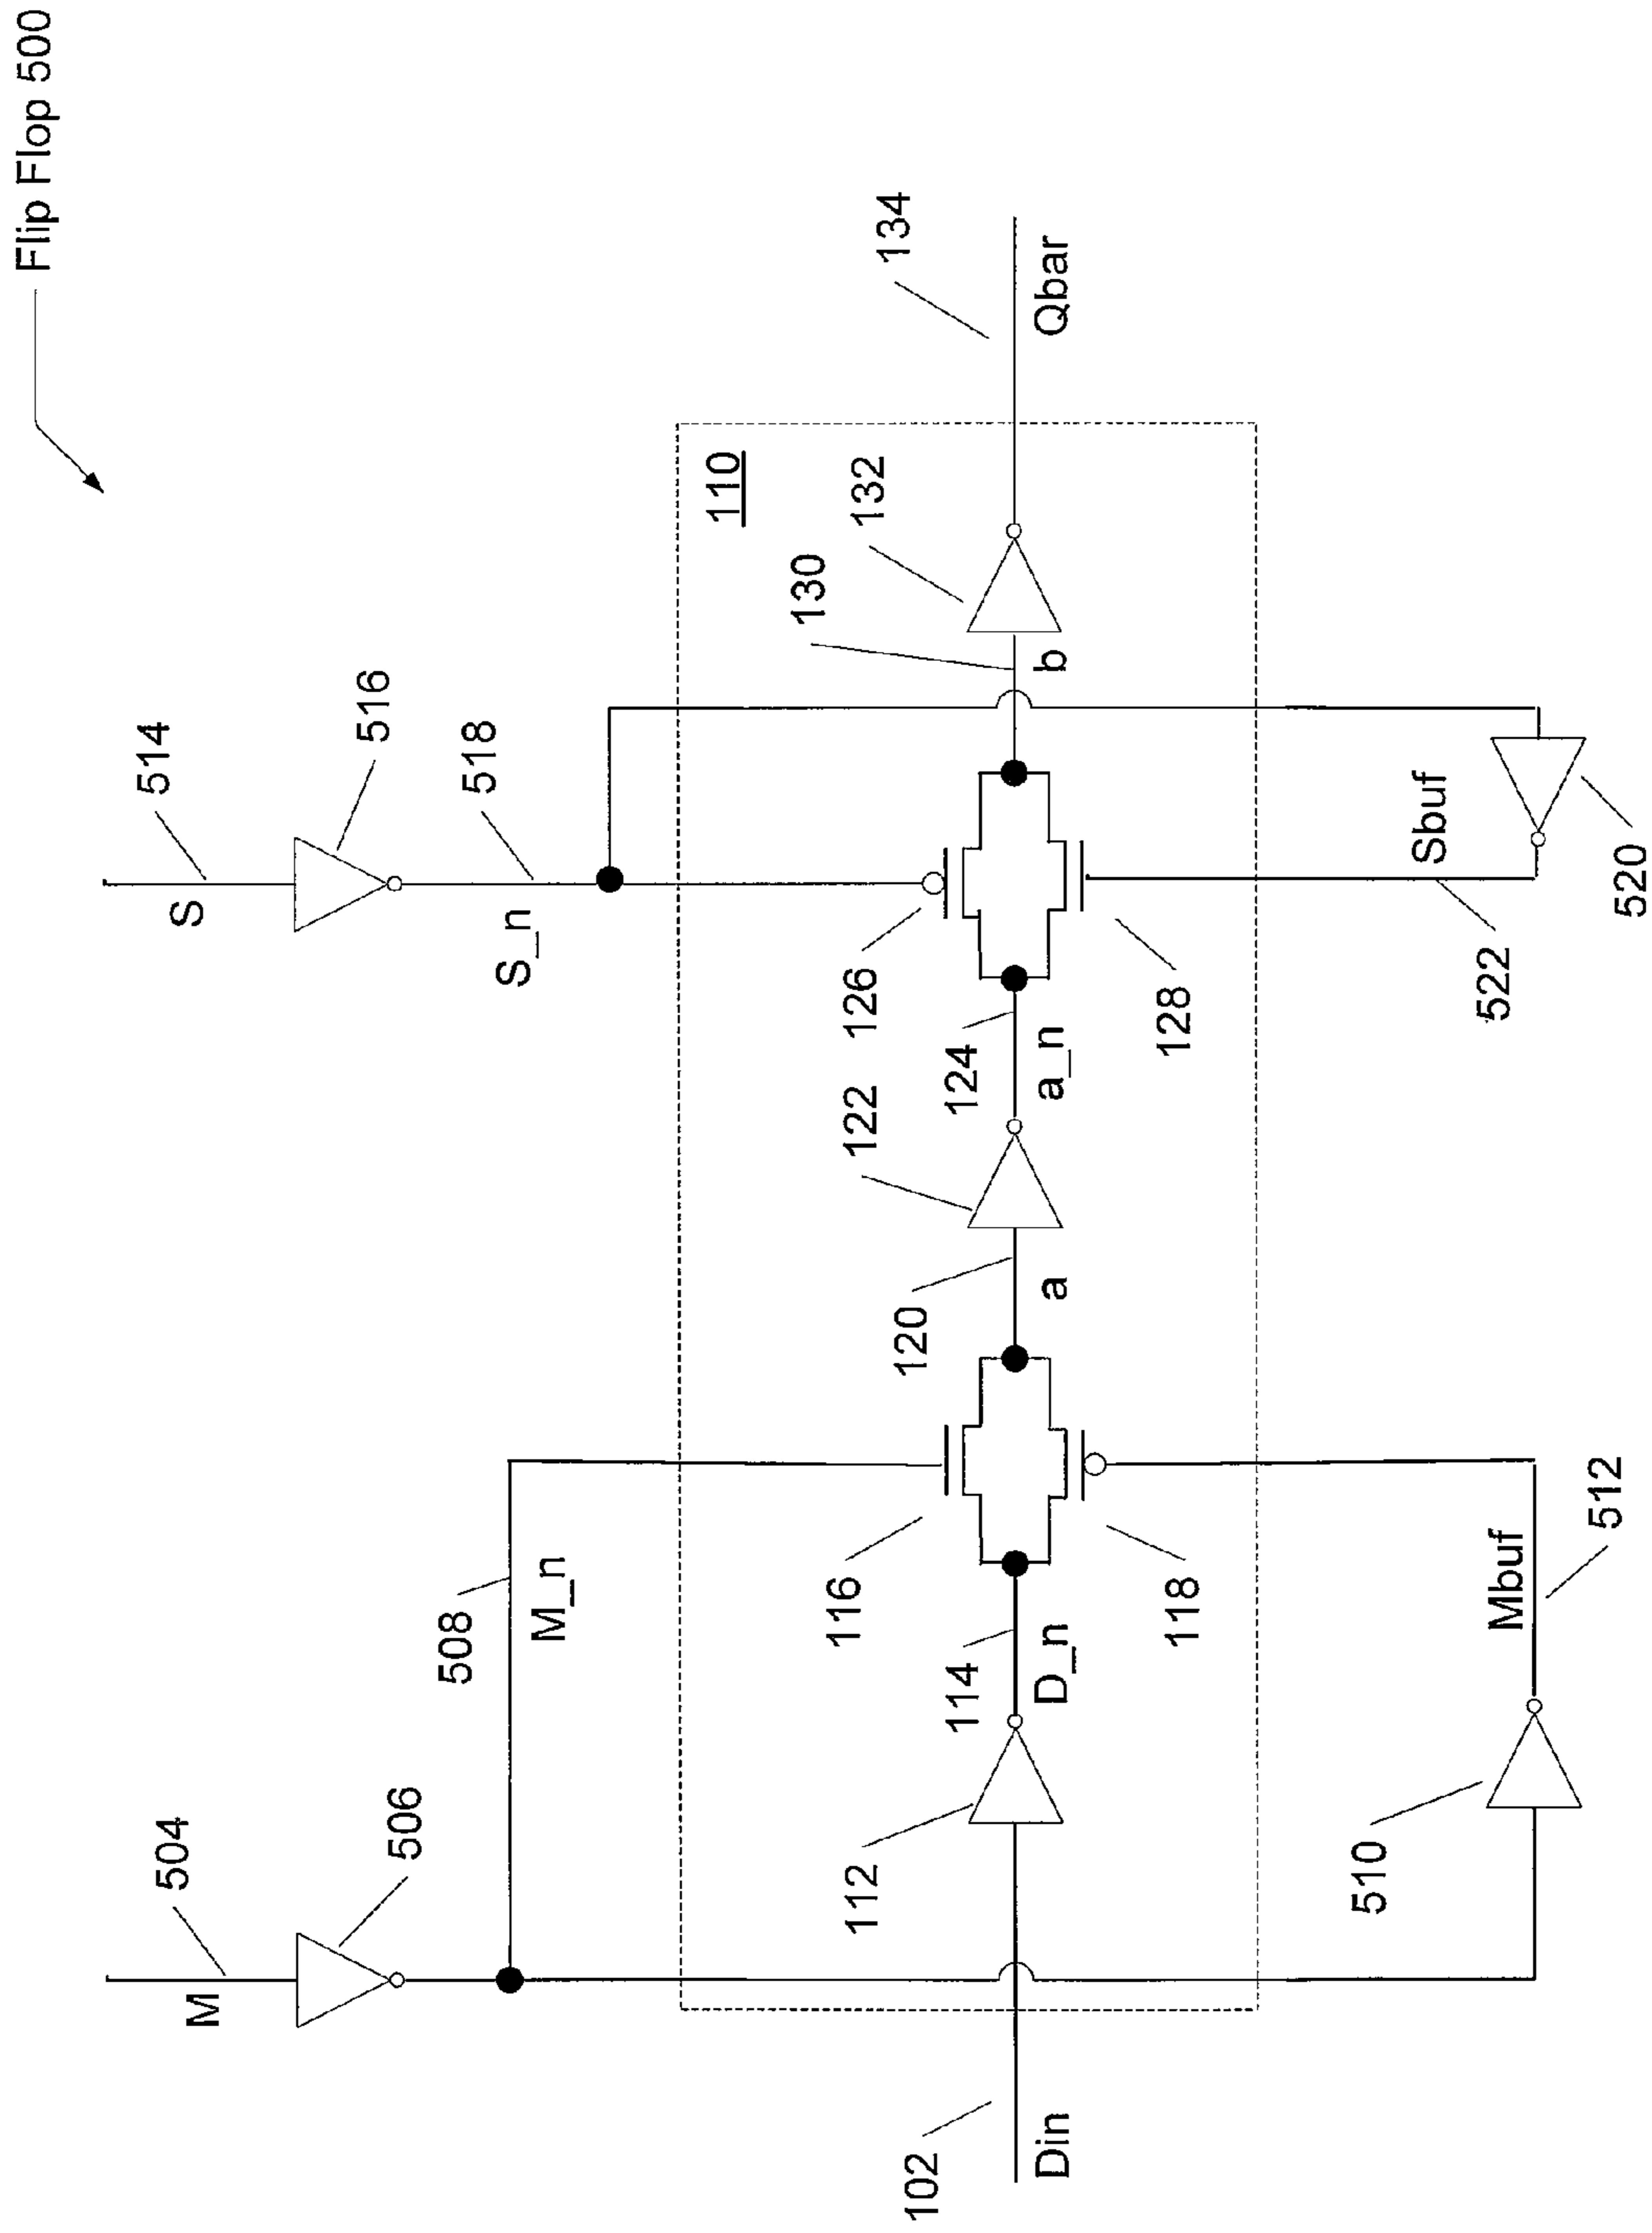 Flip Flop 500
504
M
506
508
M_n
514
S
516
518
S_n
110
102
Din
112
114
D_n
116
118
120
a
122
124
a_n
126
128
130
b
132
134
Qbar
510
Mbuf
512
Sbuf
522
520